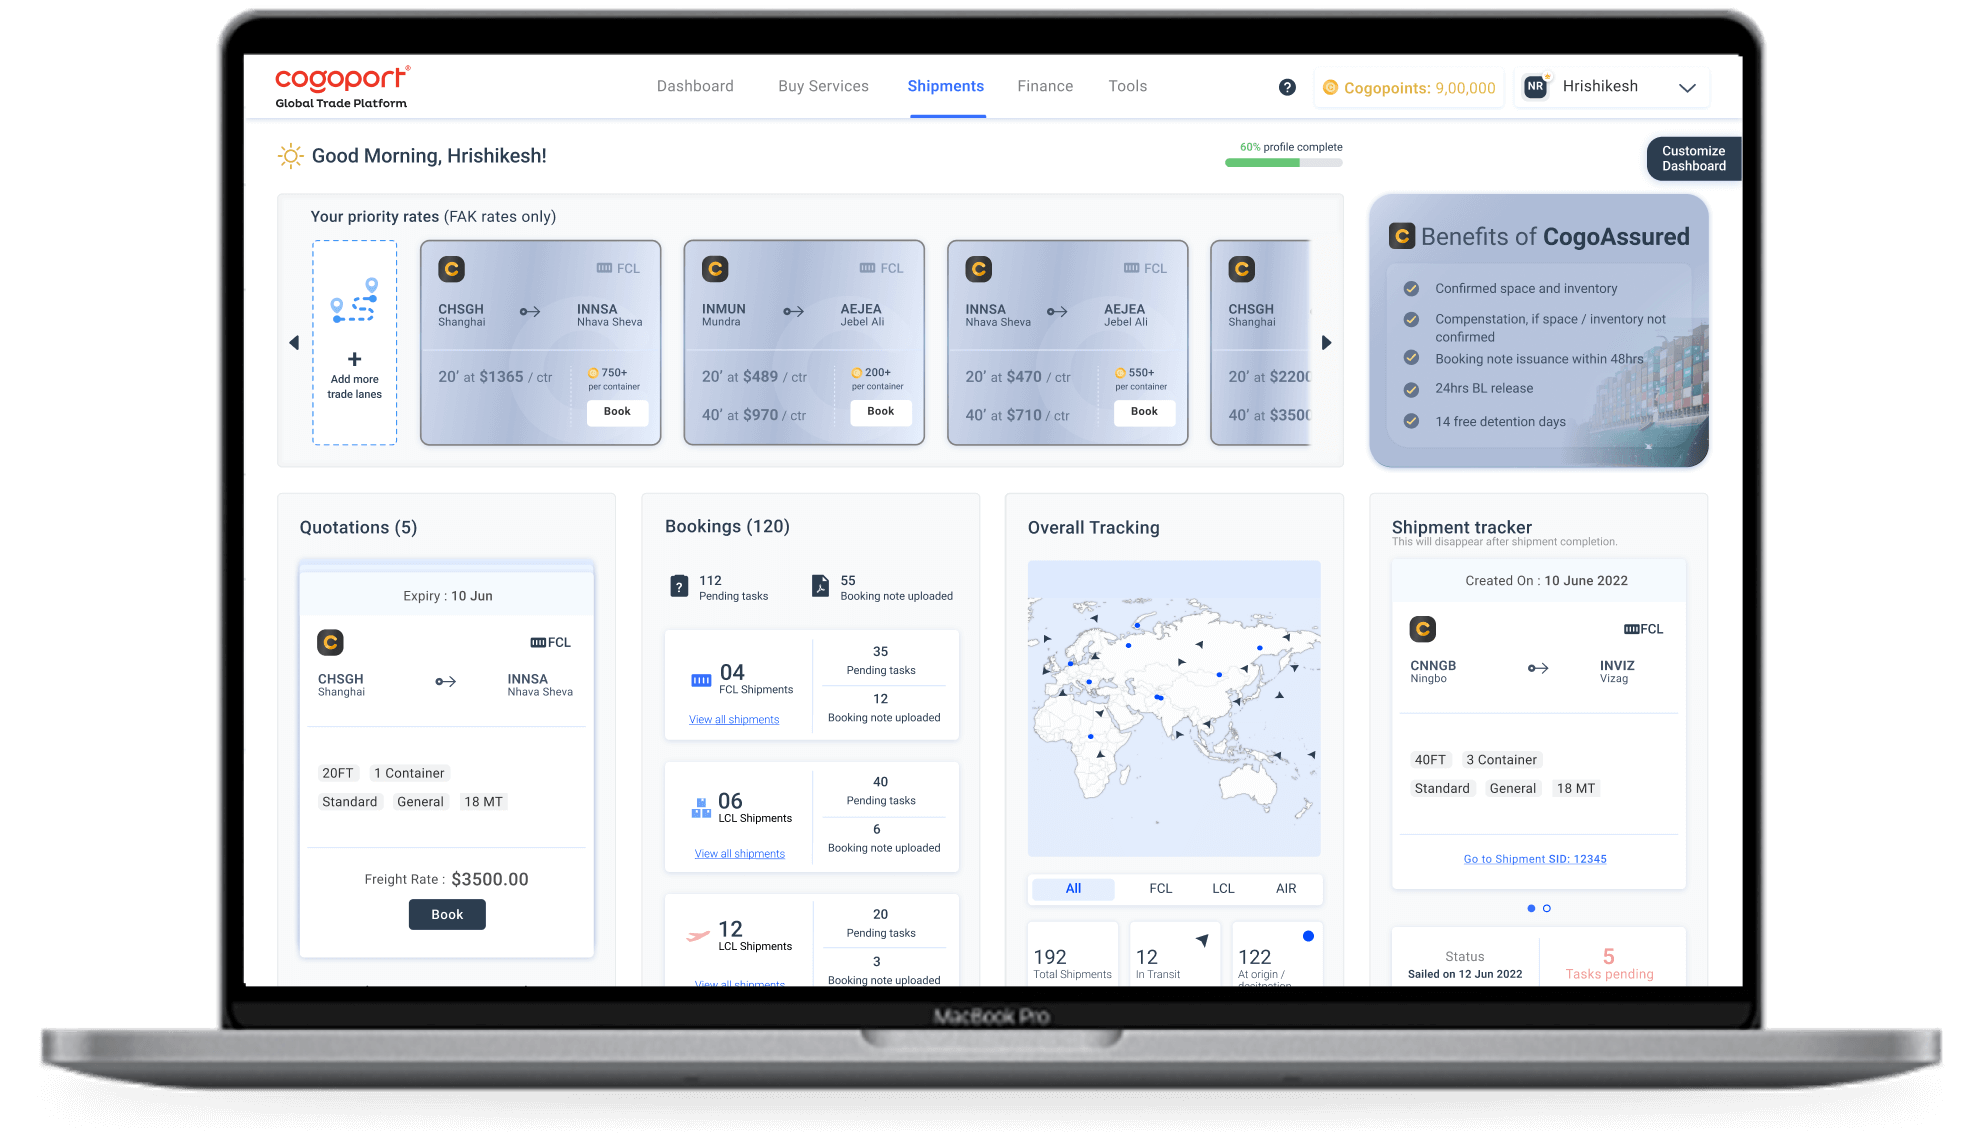 cogoport®
Global Trade Platform
Dashboard
Buy Services
Shipments
Finance
Tools
?
Cogopoints: 9,00,000
NR
Hrishikesh
Good Morning, Hrishikesh!
60% profile complete
Customize
Dashboard
Your priority rates (FAK rates only)
+
Add more
trade lanes
C
FCL
CHSGH
Shanghai
INNSA
Nhava Sheva
20' at $1365 / ctr
750+
per container
Book
C
FCL
INMUN
Mundra
AEJEA
Jebel Ali
20' at $489 / ctr
40' at $970 / ctr
200+
per container
Book
C
FCL
INNSA
Nhava Sheva
AEJEA
Jebel Ali
20' at $470 / ctr
40' at $710 / ctr
550+
per container
Book
C
CHSGH
Shanghai
20' at $2200
40' at $3500
C Benefits of CogoAssured
Confirmed space and inventory
Compenstation, if space / inventory not
confirmed
Booking note issuance within 48hrs
24hrs BL release
14 free detention days
Quotations (5)
Expiry : 10 Jun
C
FCL
CHSGH
Shanghai
INNSA
Nhava Sheva
20FT
1 Container
Standard
General
18 MT
Freight Rate : $3500.00
Book
Bookings (120)
?
112
Pending tasks
55
Booking note uploaded
04
FCL Shipments
View all shipments
35
Pending tasks
12
Booking note uploaded
06
LCL Shipments
View all shipments
40
Pending tasks
6
Booking note uploaded
12
LCL Shipments
View all shipments
20
Pending tasks
3
Booking note uploaded
Overall Tracking
All
FCL
LCL
AIR
192
Total Shipments
12
In Transit
122
At origin /
Shipment tracker
This will disappear after shipment completion.
Created On : 10 June 2022
C
FCL
CNNGB
Ningbo
INVIZ
Vizag
40FT
3 Container
Standard
General
18 MT
Go to Shipment SID: 12345
Status
Sailed on 12 Jun 2022
5
Tasks pending
MacBook Pro